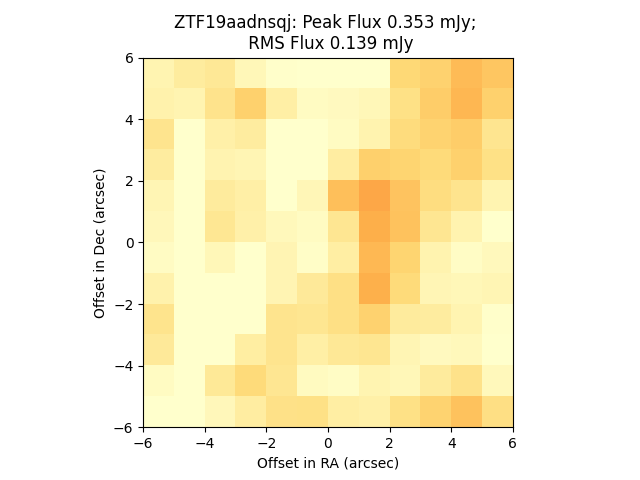 ZTF19aadnsqj: Peak Flux 0.353 mJy;
RMS Flux 0.139 mJy
6
4
2
0
−2
−4
−6
Offset in Dec (arcsec)
−6 −4 −2 0 2 4 6
Offset in RA (arcsec)